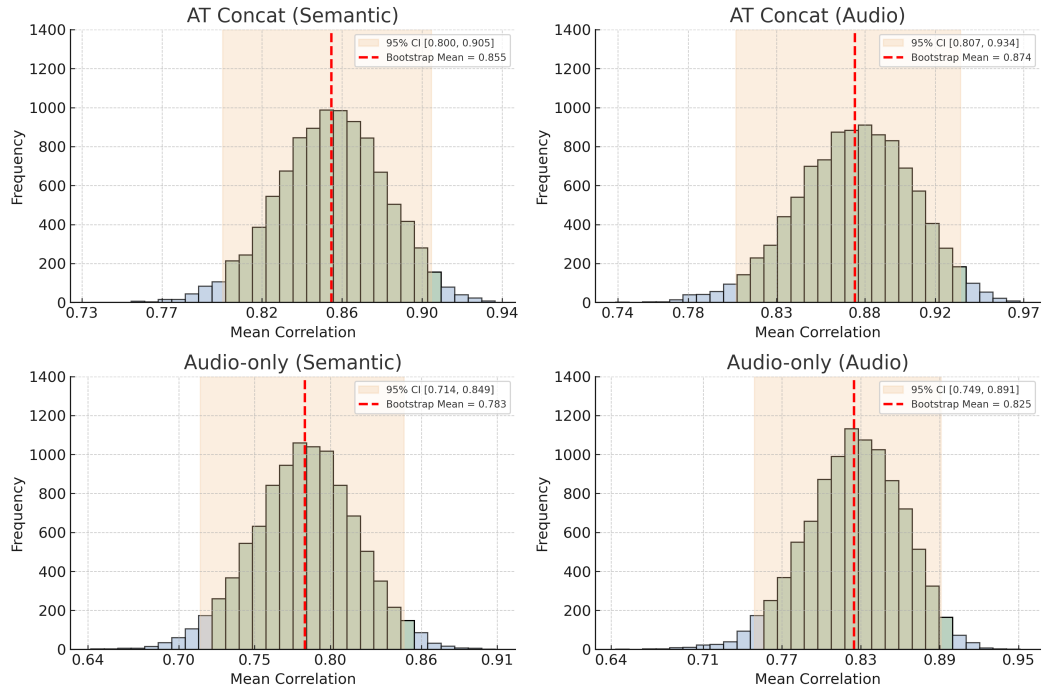 AT Concat (Semantic)
1400
1200
1000
800
600
400
200
0
Frequency
95% CI [0.800, 0.905]
Bootstrap Mean = 0.855
0.73 0.77 0.82 0.86 0.90 0.94
Mean Correlation
AT Concat (Audio)
1400
1200
1000
800
600
400
200
0
Frequency
95% CI [0.807, 0.934]
Bootstrap Mean = 0.874
0.74 0.78 0.83 0.88 0.92 0.97
Mean Correlation
Audio-only (Semantic)
1400
1200
1000
800
600
400
200
0
Frequency
95% CI [0.714, 0.849]
Bootstrap Mean = 0.783
0.64 0.70 0.75 0.80 0.86 0.91
Mean Correlation
Audio-only (Audio)
1400
1200
1000
800
600
400
200
0
Frequency
95% CI [0.749, 0.891]
Bootstrap Mean = 0.825
0.64 0.71 0.77 0.83 0.89 0.95
Mean Correlation